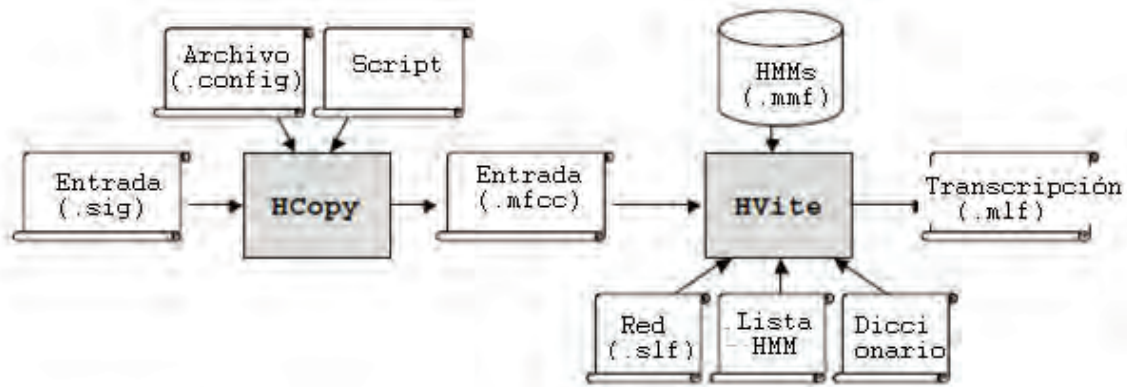 Archivo
(.config)
Script
HMMs
(.mmf)
Entrada
(.sig)
HCopy
Entrada
(.mfcc)
HVite
Transcripción
(.mlf)
Red
(.slf)
Lista
HMM
Dicci
onario